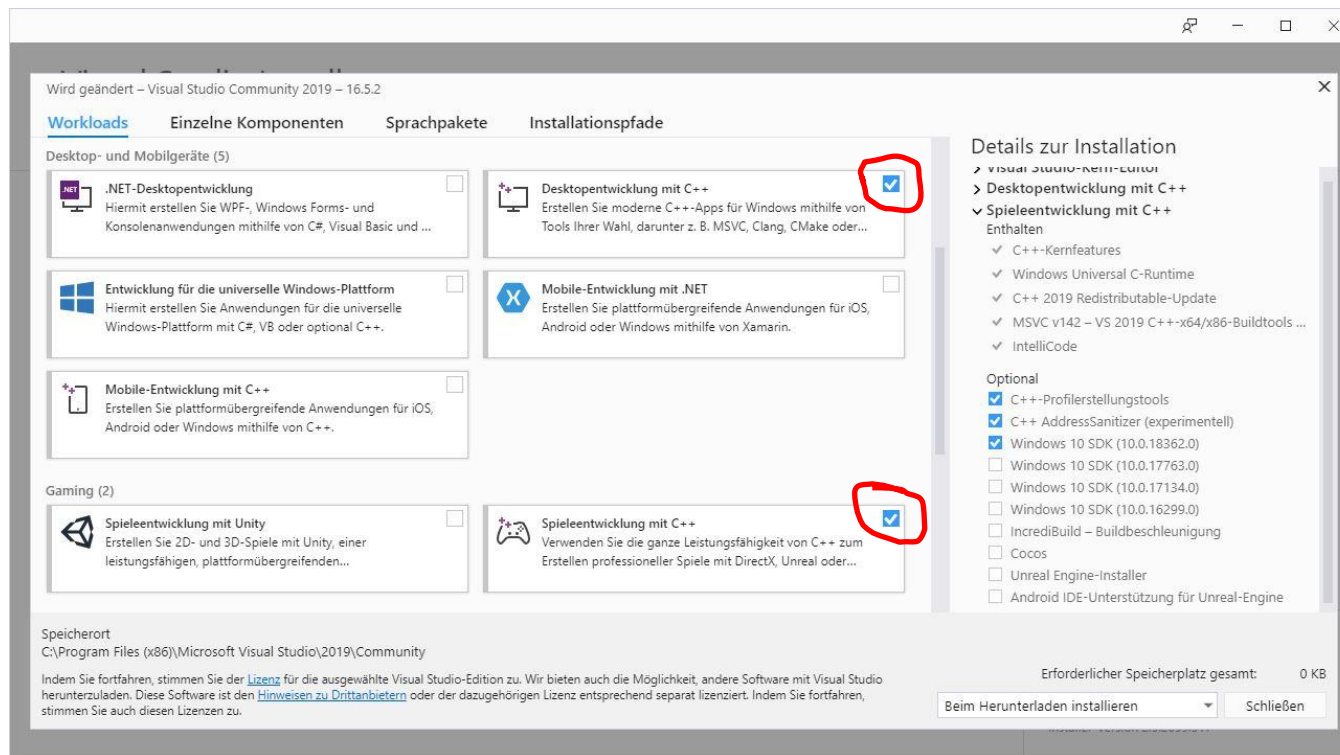 Wird geändert – Visual Studio Community 2019 – 16.5.2
Workloads
Einzelne Komponenten
Sprachpakete
Installationspfade
Desktop- und Mobilgeräte (5)
.NET
.NET-Desktopentwicklung
Hiermit erstellen Sie WPF-, Windows Forms- und
Konsolenanwendungen mithilfe von C#, Visual Basic und ...
Desktopentwicklung mit C++
Erstellen Sie moderne C++-Apps für Windows mithilfe von
Tools Ihrer Wahl, darunter z. B. MSVC, Clang, CMake oder...
Entwicklung für die universelle Windows-Plattform
Hiermit erstellen Sie Anwendungen für die universelle
Windows-Plattform mit C#, VB oder optional C++.
Mobile-Entwicklung mit .NET
Erstellen Sie plattformübergreifende Anwendungen für iOS,
Android oder Windows mithilfe von Xamarin.
Mobile-Entwicklung mit C++
Erstellen Sie plattformübergreifende Anwendungen für iOS,
Android oder Windows mithilfe von C++.
Gaming (2)
Spieleentwicklung mit Unity
Erstellen Sie 2D- und 3D-Spiele mit Unity, einer
leistungsfähigen, plattformübergreifenden...
Spieleentwicklung mit C++
Verwenden Sie die ganze Leistungsfähigkeit von C++ zum
Erstellen professioneller Spiele mit DirectX, Unreal oder...
Details zur Installation
Visual Studio-Kern-Editor
Desktopentwicklung mit C++
Spieleentwicklung mit C++
Enthalten
C++-Kernfeatures
Windows Universal C-Runtime
C++ 2019 Redistributable-Update
MSVC v142 – VS 2019 C++-x64/x86-Buildtools ...
IntelliCode
Optional
C++-Profilerstellungstools
C++ AddressSanitizer (experimentell)
Windows 10 SDK (10.0.18362.0)
Windows 10 SDK (10.0.17763.0)
Windows 10 SDK (10.0.17134.0)
Windows 10 SDK (10.0.16299.0)
IncrediBuild – Buildbeschleunigung
Cocos
Unreal Engine-Installer
Android IDE-Unterstützung für Unreal-Engine
Speicherort
C:\Program Files (x86)\Microsoft Visual Studio\2019\Community
Indem Sie fortfahren, stimmen Sie der Lizenz für die ausgewählte Visual Studio-Edition zu. Wir bieten auch die Möglichkeit, andere Software mit Visual Studio
herunterzuladen. Diese Software ist den Hinweisen zu Drittanbietern oder der dazugehörigen Lizenz entsprechend separat lizenziert. Indem Sie fortfahren,
stimmen Sie auch diesen Lizenzen zu.
Erforderlicher Speicherplatz gesamt: 0 KB
Beim Herunterladen installieren
Schließen